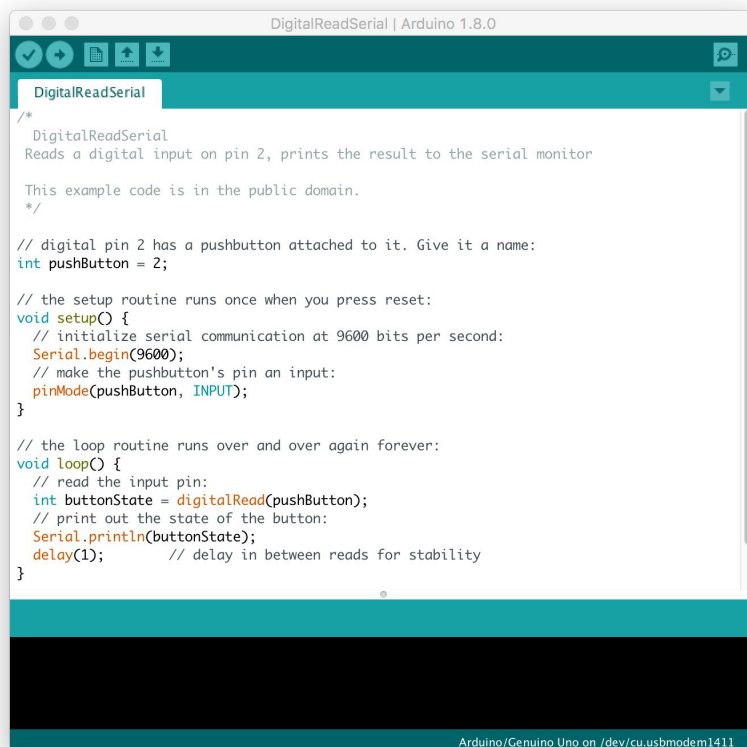 DigitalReadSerial | Arduino 1.8.0
DigitalReadSerial
/*
  DigitalReadSerial
 Reads a digital input on pin 2, prints the result to the serial monitor

 This example code is in the public domain.
 */

// digital pin 2 has a pushbutton attached to it. Give it a name:
int pushButton = 2;

// the setup routine runs once when you press reset:
void setup() {
  // initialize serial communication at 9600 bits per second:
  Serial.begin(9600);
  // make the pushbutton's pin an input:
  pinMode(pushButton, INPUT);
}

// the loop routine runs over and over again forever:
void loop() {
  // read the input pin:
  int buttonState = digitalRead(pushButton);
  // print out the state of the button:
  Serial.println(buttonState);
  delay(1);        // delay in between reads for stability
}
Arduino/Genuino Uno on /dev/cu.usbmodem1411